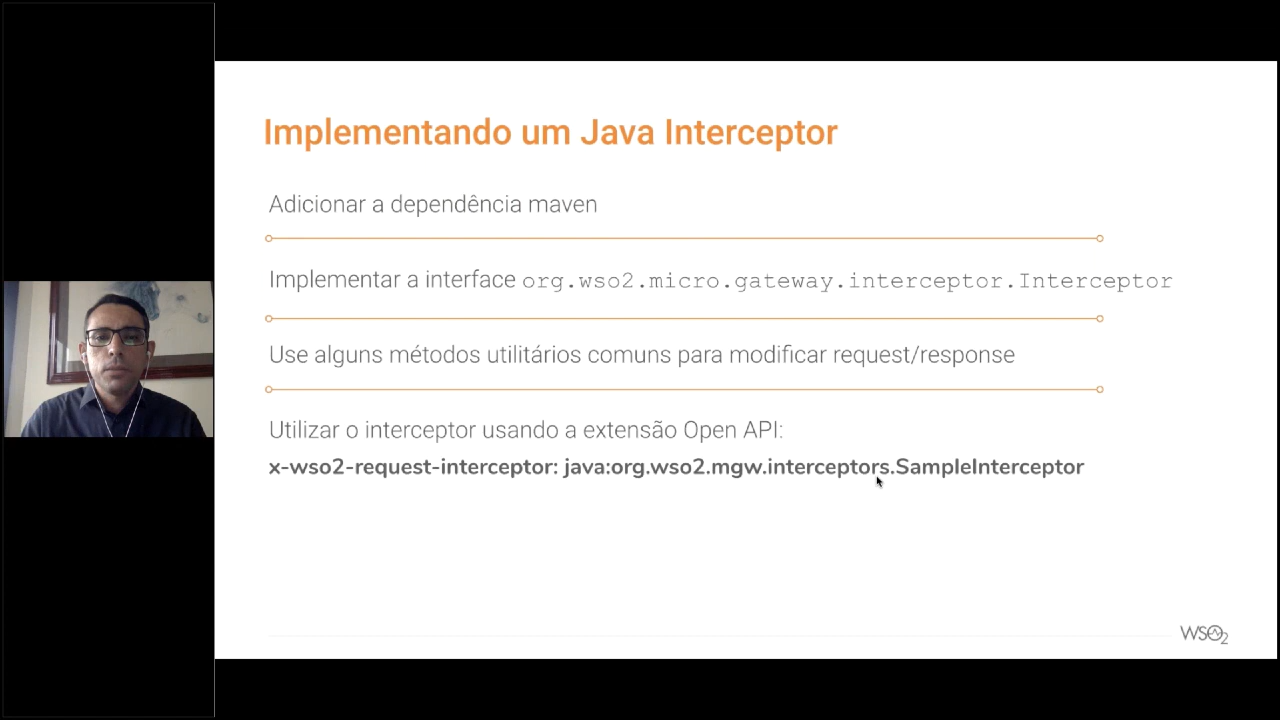 Implementando um Java Interceptor
Adicionar a dependência maven
Implementar a interface org.wso2.micro.gateway.interceptor.Interceptor
Use alguns métodos utilitários comuns para modificar request/response
Utilizar o interceptor usando a extensão Open API:
x-wso2-request-interceptor: java:org.wso2.mgw.interceptors.SampleInterceptor
WSO2